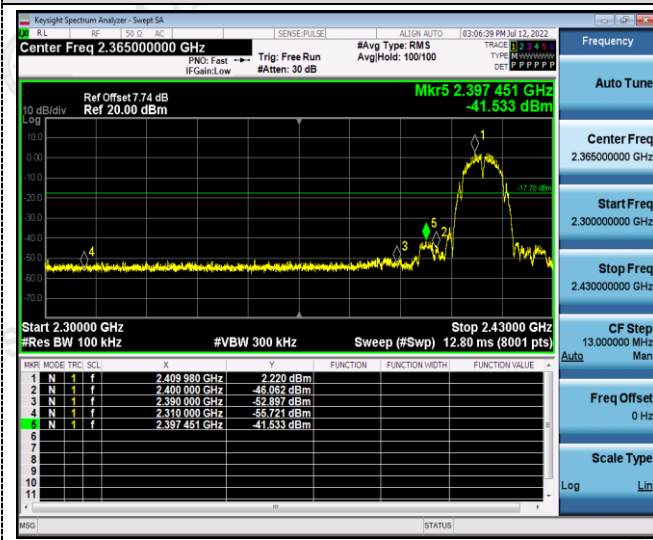 Keysight Spectrum Analyzer - Swept SA
RL RF 50 Ω AC SENSE:PULSE ALIGN AUTO 03:06:39 PM Jul 12, 2022
Center Freq 2.365000000 GHz #Avg Type: RMS TRACE 1 2 3 4 5 6
PNO: Fast Trig: Free Run Avg|Hold: 100/100 TYPE M WWWWW
IFGain:Low #Atten: 30 dB DET P P P P P P
Ref Offset 7.74 dB Mkr5 2.397 451 GHz
10 dB/div Ref 20.00 dBm -41.533 dBm
Log
10.0
0.00
-10.0
-20.0
-30.0
-40.0
-50.0
-60.0
-70.0
1
-17.78 dBm
5
2
3
4
Start 2.30000 GHz Stop 2.43000 GHz
#Res BW 100 kHz #VBW 300 kHz Sweep (#Swp) 12.80 ms (8001 pts)
MKR MODE TRC SCL X Y FUNCTION FUNCTION WIDTH FUNCTION VALUE
1 N 1 f 2.409 980 GHz 2.220 dBm
2 N 1 f 2.400 000 GHz -46.062 dBm
3 N 1 f 2.390 000 GHz -52.897 dBm
4 N 1 f 2.310 000 GHz -55.721 dBm
5 N 1 f 2.397 451 GHz -41.533 dBm
6
7
8
9
10
11
MSG STATUS
Frequency
Auto Tune
Center Freq
2.365000000 GHz
Start Freq
2.300000000 GHz
Stop Freq
2.430000000 GHz
CF Step
13.000000 MHz
Auto Man
Freq Offset
0 Hz
Scale Type
Log Lin